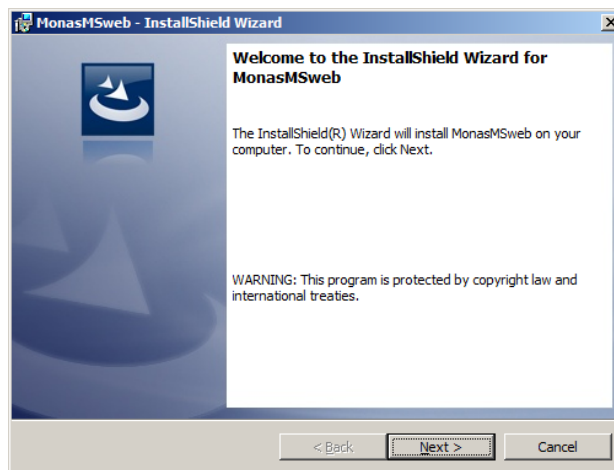 MonasMSweb - InstallShield Wizard
Welcome to the InstallShield Wizard for
MonasMSweb
The InstallShield(R) Wizard will install MonasMSweb on your
computer. To continue, click Next.
WARNING: This program is protected by copyright law and
international treaties.
< Back Next > Cancel